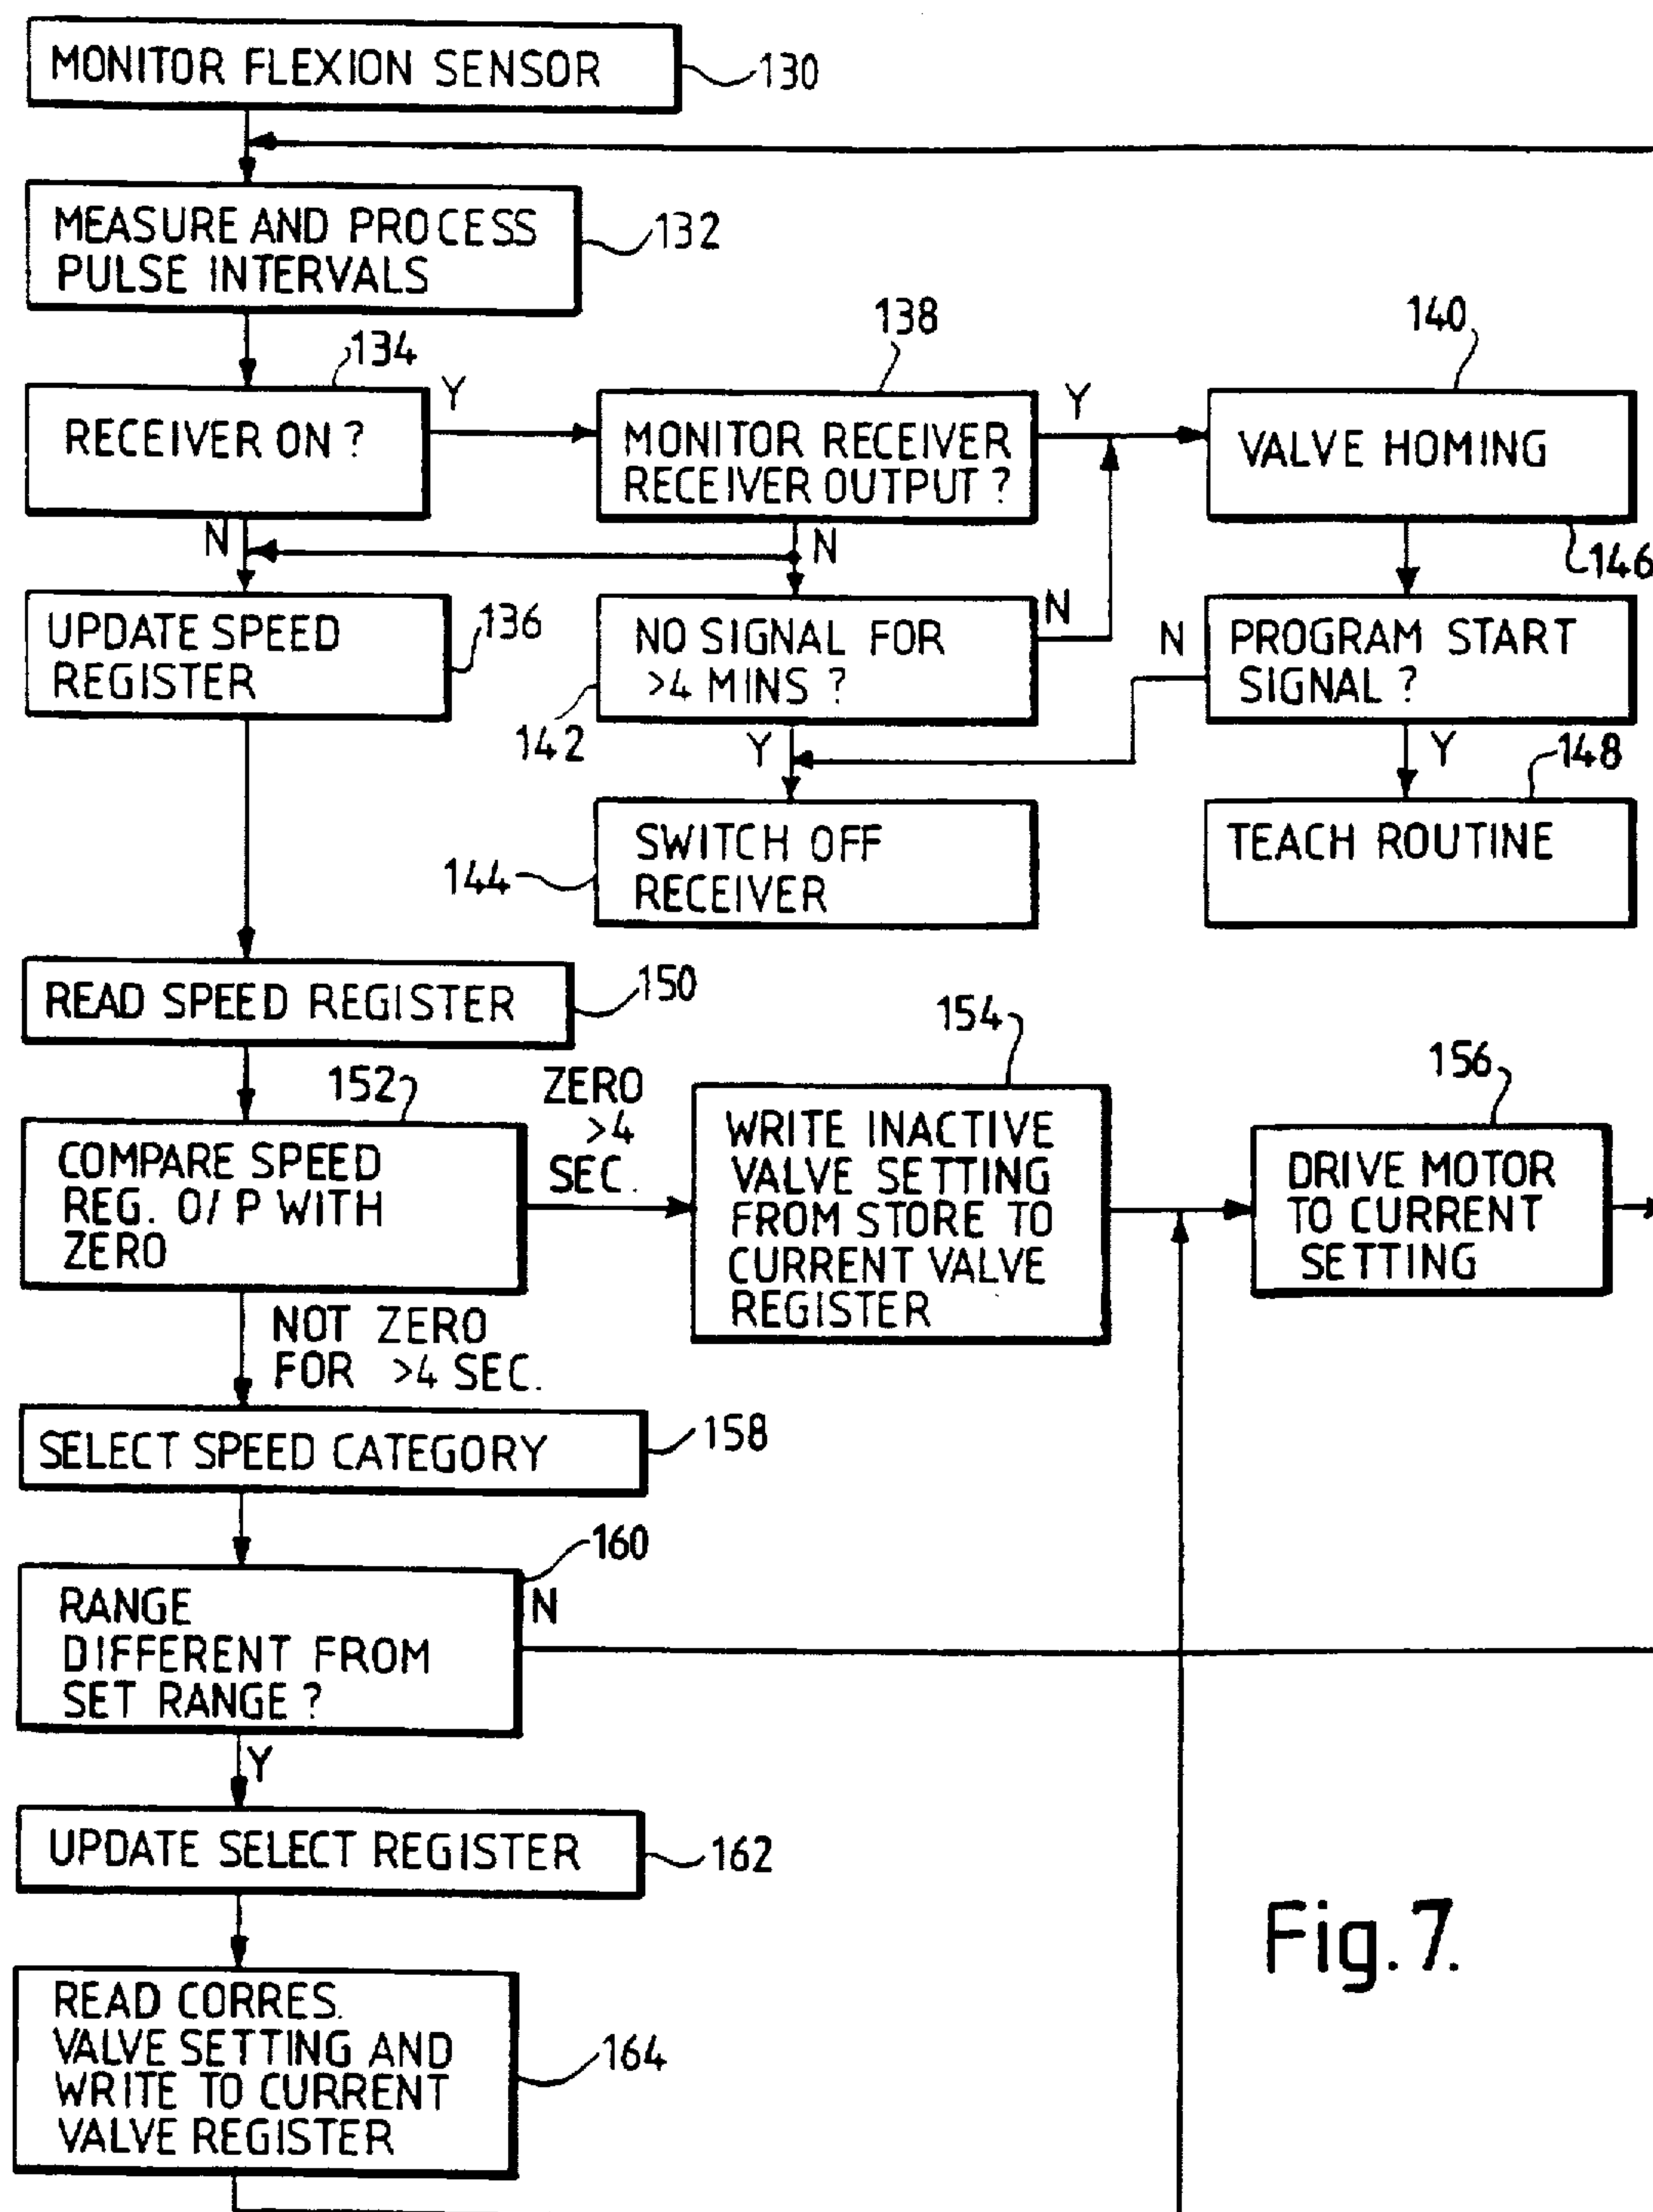 MONITOR FLEXION SENSOR
130
MEASURE AND PROCESS
PULSE INTERVALS
132
134
RECEIVER ON ?
Y
N
138
MONITOR RECEIVER
RECEIVER OUTPUT ?
Y
N
140
VALVE HOMING
146
UPDATE SPEED
REGISTER
136
NO SIGNAL FOR
>4 MINS ?
N
142
Y
N
PROGRAM START
SIGNAL ?
Y
148
144
SWITCH OFF
RECEIVER
TEACH ROUTINE
READ SPEED REGISTER
150
152
COMPARE SPEED
REG. O/P WITH
ZERO
ZERO
>4
SEC.
154
WRITE INACTIVE
VALVE SETTING
FROM STORE TO
CURRENT VALVE
REGISTER
156
DRIVE MOTOR
TO CURRENT
SETTING
NOT ZERO
FOR >4 SEC.
SELECT SPEED CATEGORY
158
160
RANGE
DIFFERENT FROM
SET RANGE ?
N
Y
UPDATE SELECT REGISTER
162
READ CORRES.
VALVE SETTING AND
WRITE TO CURRENT
VALVE REGISTER
164
Fig.7.